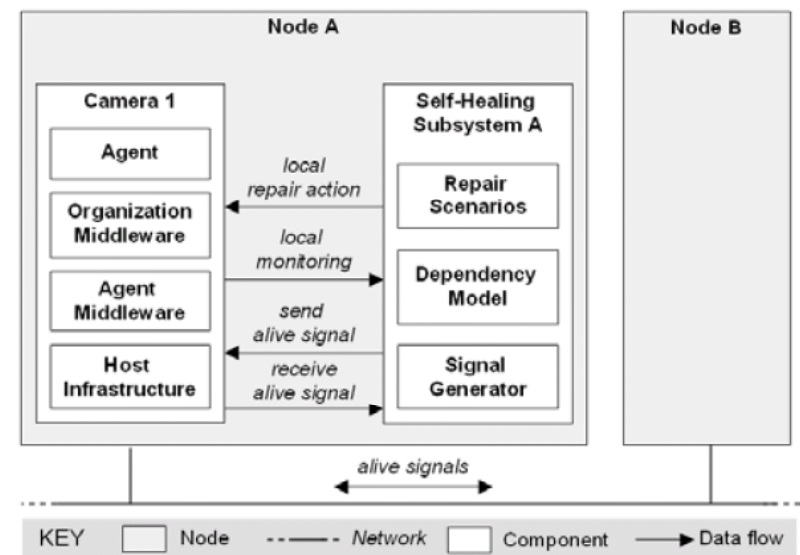 Node A
Node B
Camera 1
Agent
Organization
Middleware
Agent
Middleware
Host
Infrastructure
local
repair action
local
monitoring
send
alive signal
receive
alive signal
Self-Healing
Subsystem A
Repair
Scenarios
Dependency
Model
Signal
Generator
alive signals
KEY Node Network Component Data flow